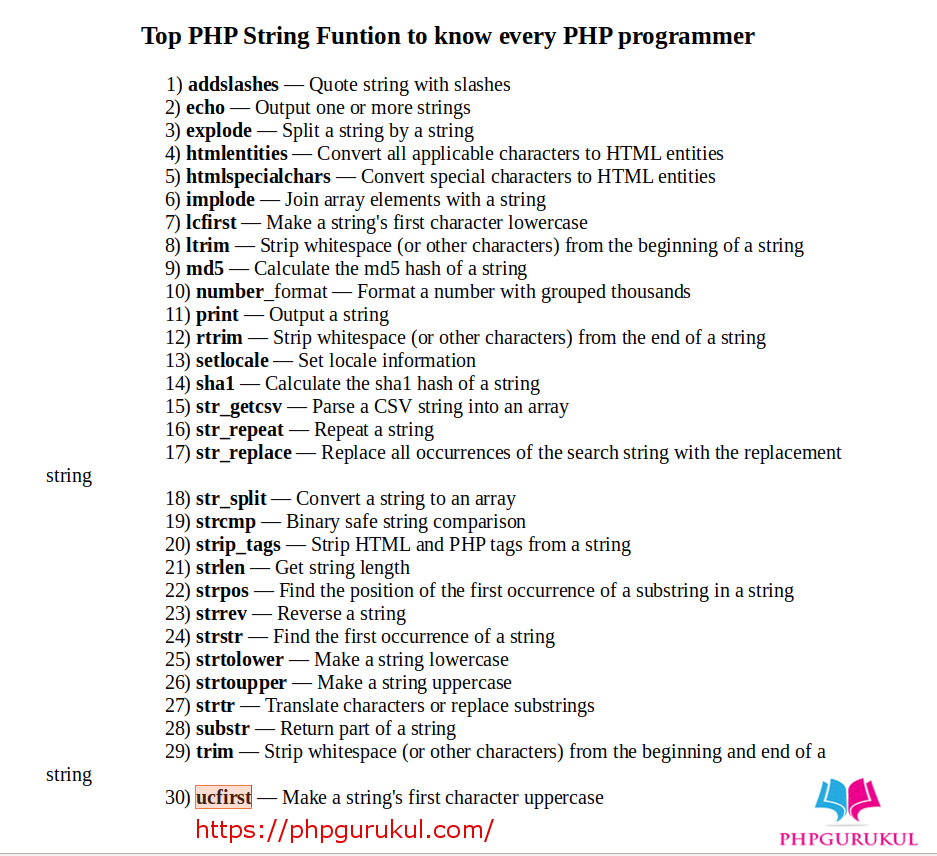 Top PHP String Funtion to know every PHP programmer
1) addslashes — Quote string with slashes
2) echo — Output one or more strings
3) explode — Split a string by a string
4) htmlentities — Convert all applicable characters to HTML entities
5) htmlspecialchars — Convert special characters to HTML entities
6) implode — Join array elements with a string
7) lcfirst — Make a string's first character lowercase
8) ltrim — Strip whitespace (or other characters) from the beginning of a string
9) md5 — Calculate the md5 hash of a string
10) number_format — Format a number with grouped thousands
11) print — Output a string
12) rtrim — Strip whitespace (or other characters) from the end of a string
13) setlocale — Set locale information
14) sha1 — Calculate the sha1 hash of a string
15) str_getcsv — Parse a CSV string into an array
16) str_repeat — Repeat a string
17) str_replace — Replace all occurrences of the search string with the replacement
string
18) str_split — Convert a string to an array
19) strcmp — Binary safe string comparison
20) strip_tags — Strip HTML and PHP tags from a string
21) strlen — Get string length
22) strpos — Find the position of the first occurrence of a substring in a string
23) strrev — Reverse a string
24) strstr — Find the first occurrence of a string
25) strtolower — Make a string lowercase
26) strtoupper — Make a string uppercase
27) strtr — Translate characters or replace substrings
28) substr — Return part of a string
29) trim — Strip whitespace (or other characters) from the beginning and end of a
string
30) ucfirst — Make a string's first character uppercase
https://phpgurukul.com/
PHPGURUKUL